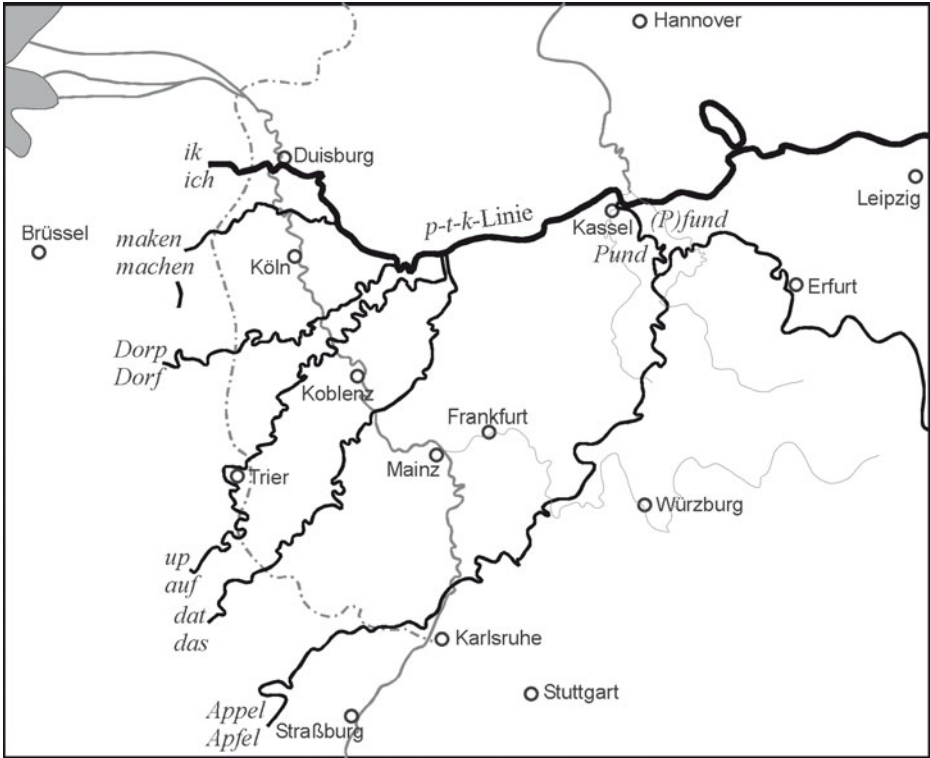 Hannover
Duisburg
ik
ich
Leipzig
p-t-k-Linie
Kassel
(P)fund
Pund
Brüssel
maken
machen
Köln
Erfurt
Dorp
Dorf
Koblenz
Frankfurt
Mainz
Trier
Würzburg
up
auf
dat
das
Karlsruhe
Stuttgart
Appel
Apfel
Straßburg